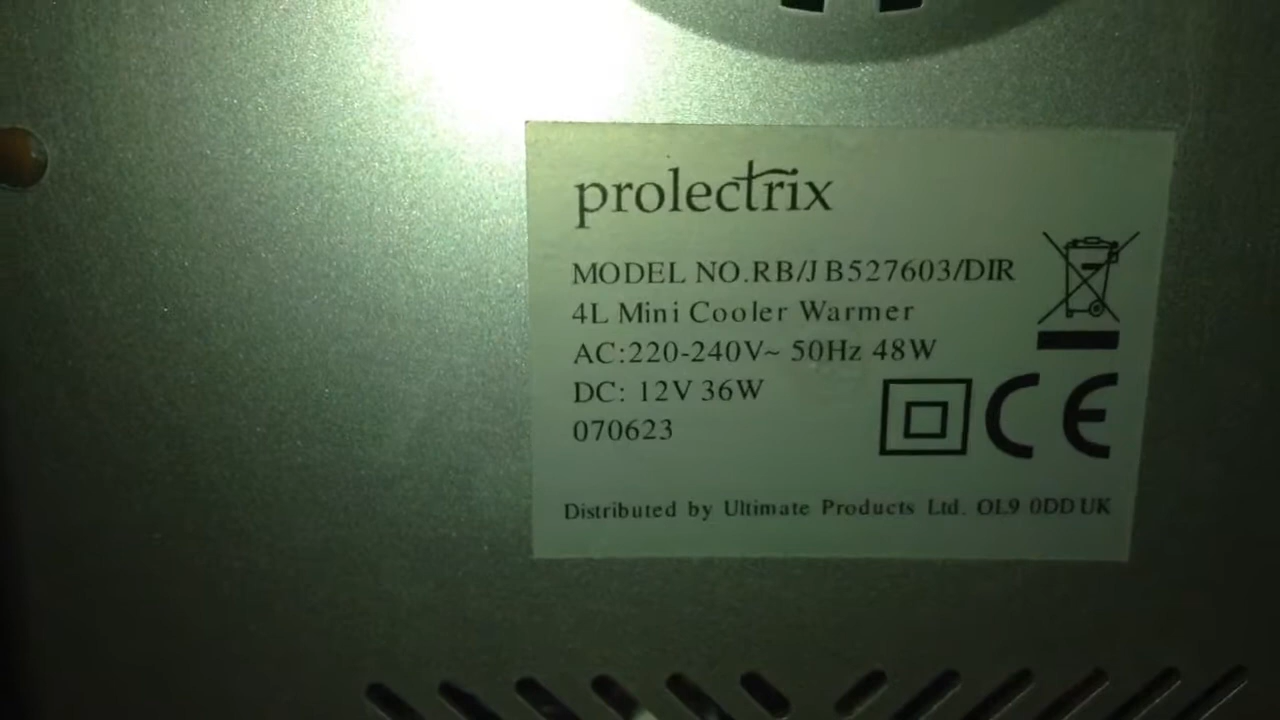 prolectrix
MODEL NO.RB/JB527603/DIR
4L Mini Cooler Warmer
AC:220-240V~ 50Hz 48W
DC: 12V 36W
070623
CE
Distributed by Ultimate Products Ltd. OL9 0DD UK